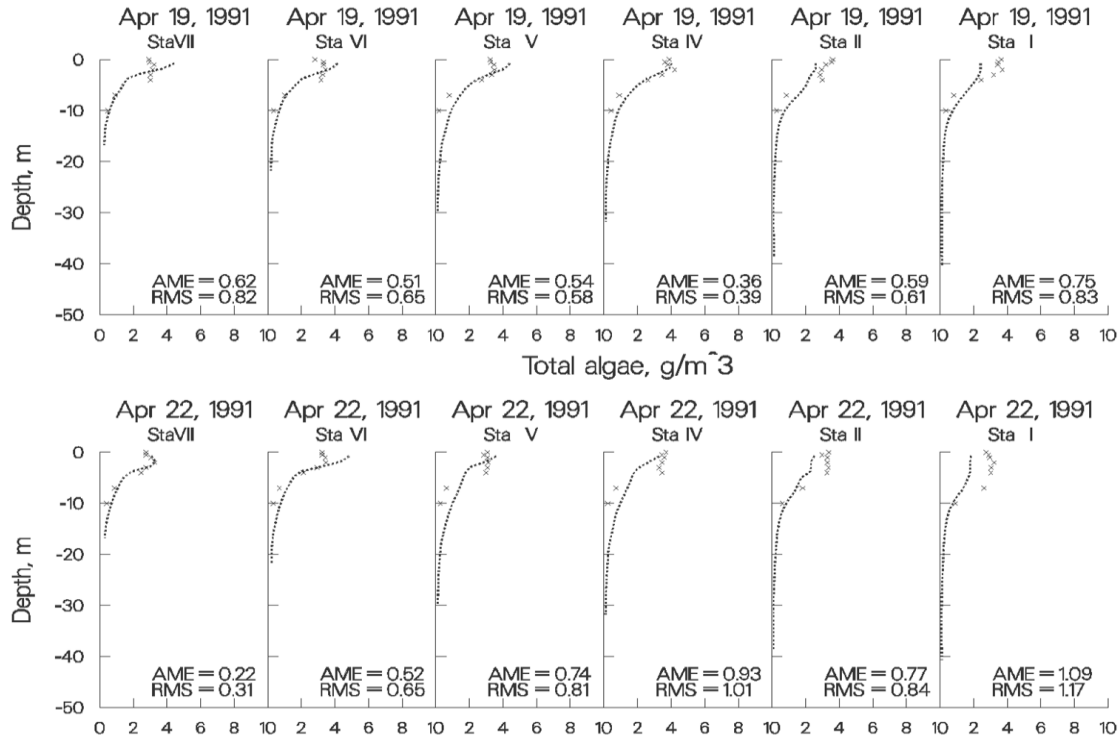 Apr 19, 1991 Apr 19, 1991 Apr 19, 1991 Apr 19, 1991 Apr 19, 1991 Apr 19, 1991
Sta VII Sta VI Sta V Sta IV Sta II Sta I
0
-10
-20
-30
-40
-50
Depth, m
AME = 0.62 AME = 0.51 AME = 0.54 AME = 0.36 AME = 0.59 AME = 0.75
RMS = 0.82 RMS = 0.65 RMS = 0.58 RMS = 0.39 RMS = 0.61 RMS = 0.83
0 2 4 6 8 10 2 4 6 8 10 2 4 6 8 10 2 4 6 8 10 2 4 6 8 10 2 4 6 8 10
Total algae, g/m^3
Apr 22, 1991 Apr 22, 1991 Apr 22, 1991 Apr 22, 1991 Apr 22, 1991 Apr 22, 1991
Sta VII Sta VI Sta V Sta IV Sta II Sta I
0
-10
-20
-30
-40
-50
Depth, m
AME = 0.22 AME = 0.52 AME = 0.74 AME = 0.93 AME = 0.77 AME = 1.09
RMS = 0.31 RMS = 0.65 RMS = 0.81 RMS = 1.01 RMS = 0.84 RMS = 1.17
0 2 4 6 8 10 2 4 6 8 10 2 4 6 8 10 2 4 6 8 10 2 4 6 8 10 2 4 6 8 10